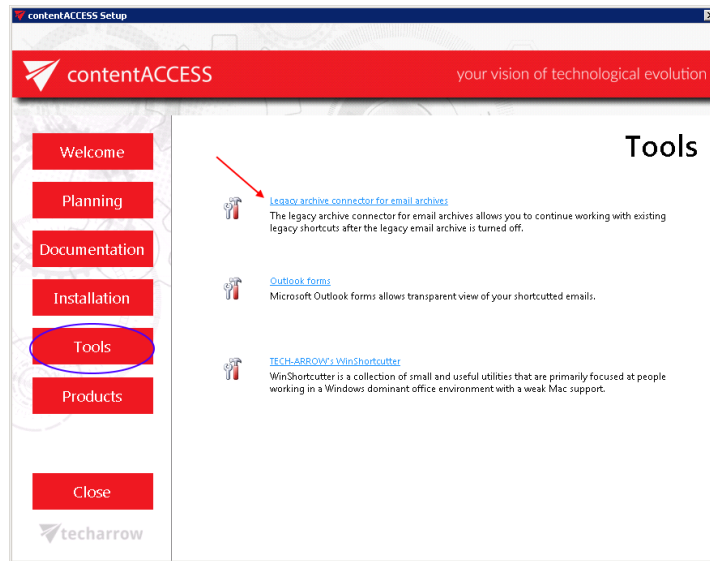 contentACCESS Setup
contentACCESS
your vision of technological evolution
Welcome
Planning
Documentation
Installation
Tools
Products
Close
techarrow
Tools
Legacy archive connector for email archives
The legacy archive connector for email archives allows you to continue working with existing
legacy shortcuts after the legacy email archive is turned off.
Outlook forms
Microsoft Outlook forms allows transparent view of your shortcutted emails.
TECH-ARROW's WinShortcutter
WinShortcutter is a collection of small and useful utilities that are primarily focused at people
working in a Windows dominant office environment with a weak Mac support.